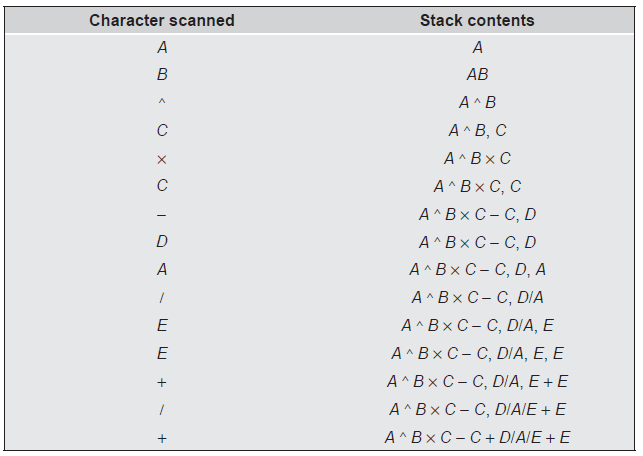 Character scanned Stack contents
A A
B AB
^ A ^ B
C A ^ B, C
× A ^ B × C
C A ^ B × C, C
– A ^ B × C – C, D
D A ^ B × C – C, D
A A ^ B × C – C, D, A
/ A ^ B × C – C, D/A
E A ^ B × C – C, D/A, E
E A ^ B × C – C, D/A, E, E
+ A ^ B × C – C, D/A, E + E
/ A ^ B × C – C, D/A/E + E
+ A ^ B × C – C + D/A/E + E